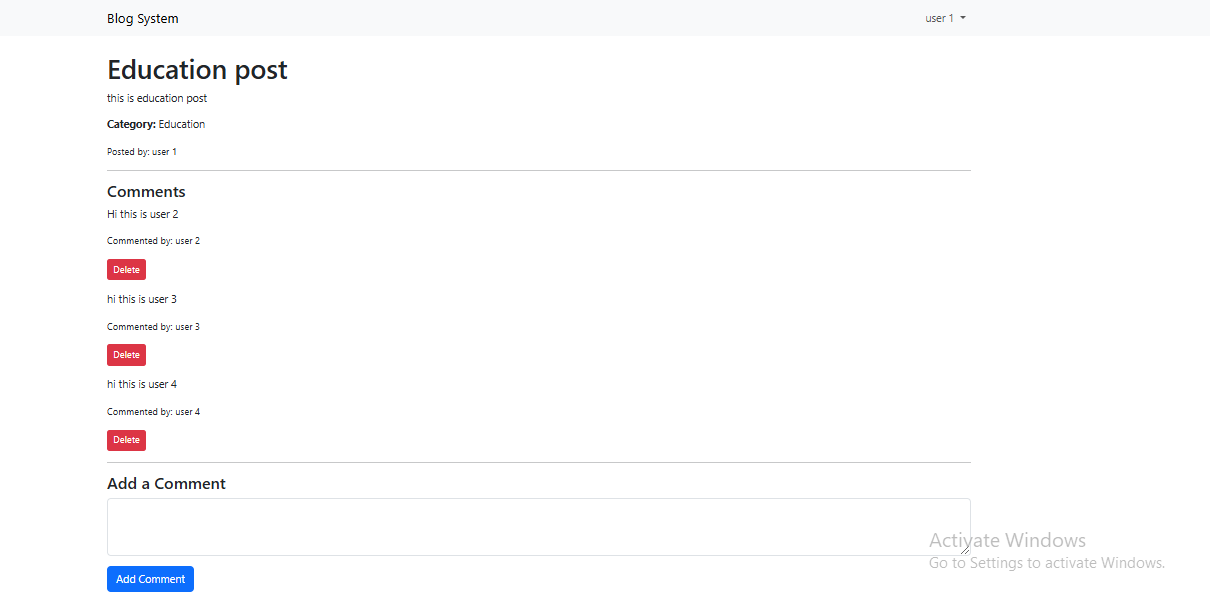 Blog System
user 1
Education post
this is education post
Category: Education
Posted by: user 1
Comments
Hi this is user 2
Commented by: user 2
Delete
hi this is user 3
Commented by: user 3
Delete
hi this is user 4
Commented by: user 4
Delete
Add a Comment
Add Comment
Activate Windows
Go to Settings to activate Windows.